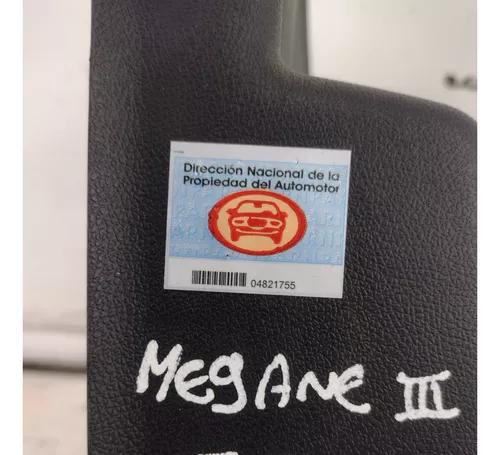 Dirección Nacional de la
Propiedad del Automotor
04821755
MEGANE III